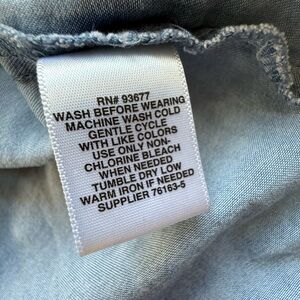 RN# 93677
WASH BEFORE WEARING
MACHINE WASH COLD
GENTLE CYCLE
WITH LIKE COLORS
USE ONLY NON-
CHLORINE BLEACH
WHEN NEEDED
TUMBLE DRY LOW
WARM IRON IF NEEDED
SUPPLIER 76163-5